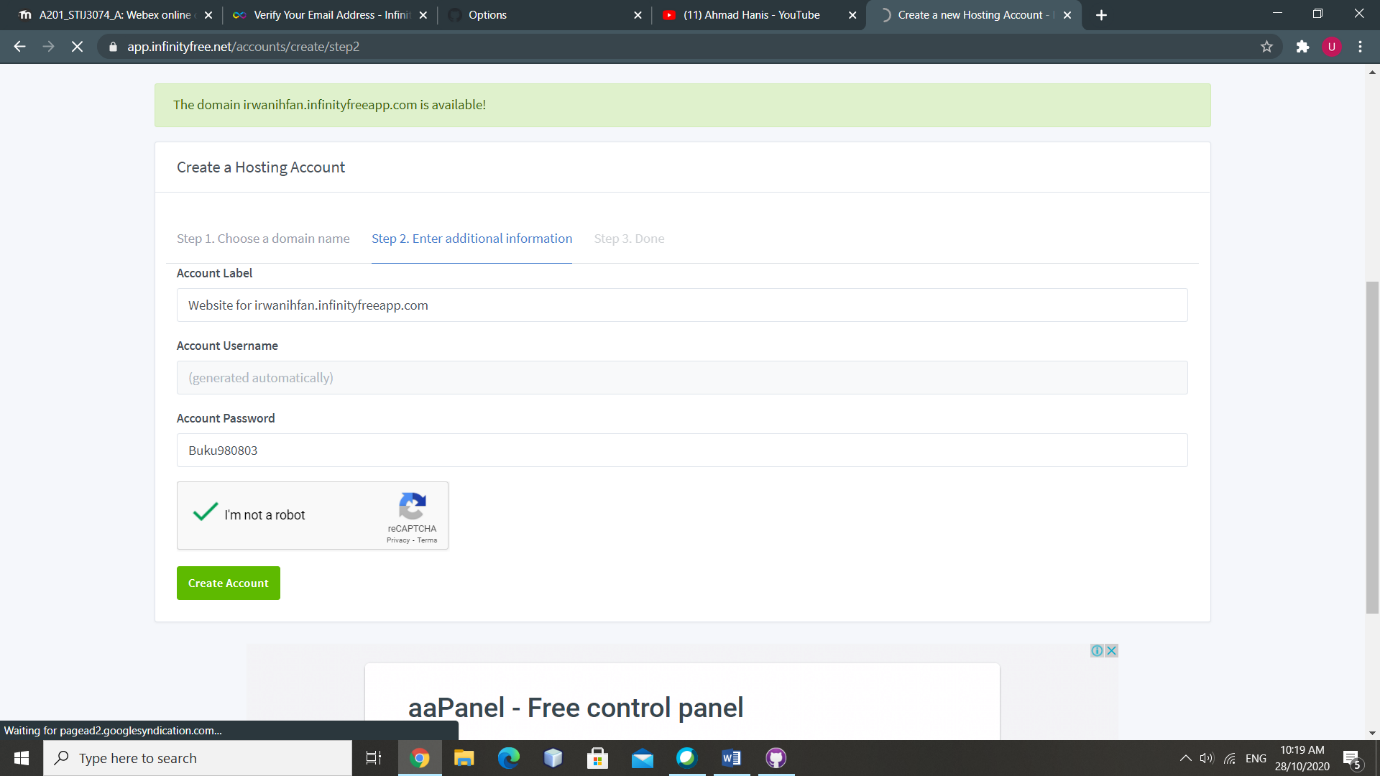 A201_STIJ3074_A: Webex online
Verify Your Email Address - Infini
Options
(11) Ahmad Hanis - YouTube
Create a new Hosting Account -
app.infinityfree.net/accounts/create/step2
U
The domain irwanihfan.infinityfreeapp.com is available!
Create a Hosting Account
Step 1. Choose a domain name
Step 2. Enter additional information
Step 3. Done
Account Label
Website for irwanihfan.infinityfreeapp.com
Account Username
(generated automatically)
Account Password
Buku980803
I'm not a robot
reCAPTCHA
Privacy - Terms
Create Account
aaPanel - Free control panel
Waiting for pagead2.googlesyndication.com...
Type here to search
ENG
10:19 AM
28/10/2020
5